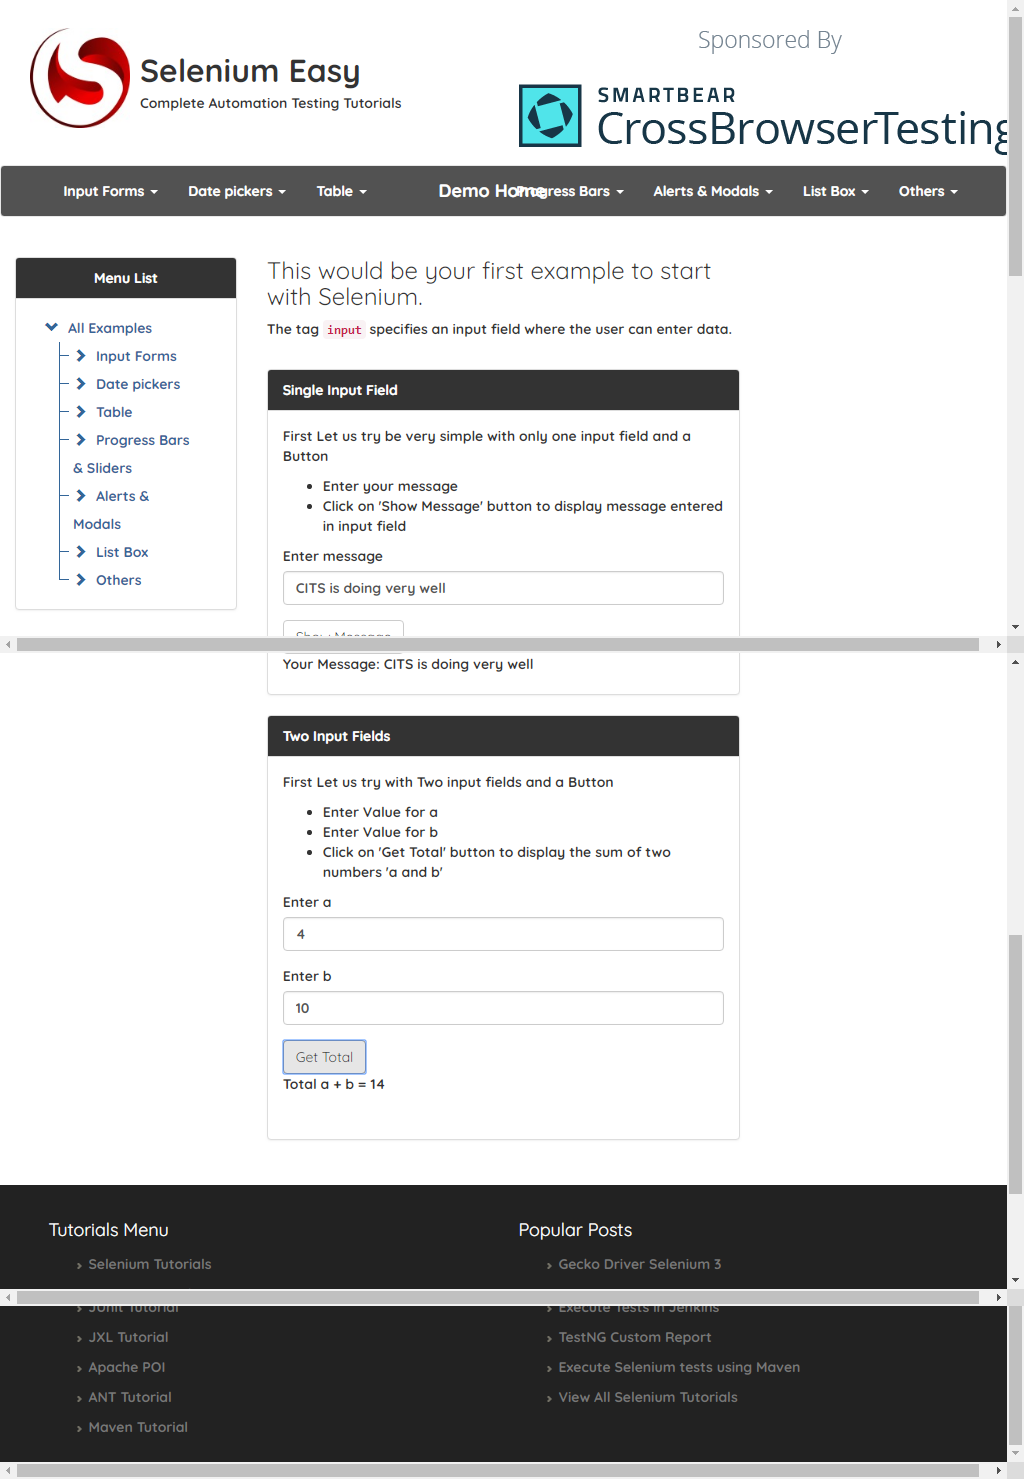 Selenium Easy
Complete Automation Testing Tutorials
Sponsored By
SMARTBEAR
CrossBrowserTesting
Input Forms
Date pickers
Table
Demo Home
Progress Bars
Alerts & Modals
List Box
Others
Menu List
All Examples
Input Forms
Date pickers
Table
Progress Bars
& Sliders
Alerts &
Modals
List Box
Others
This would be your first example to start
with Selenium.
The tag input specifies an input field where the user can enter data.
Single Input Field
First Let us try be very simple with only one input field and a
Button
Enter your message
Click on 'Show Message' button to display message entered
in input field
Enter message
CITS is doing very well
Show Message
Your Message: CITS is doing very well
Two Input Fields
First Let us try with Two input fields and a Button
Enter Value for a
Enter Value for b
Click on 'Get Total' button to display the sum of two
numbers 'a and b'
Enter a
4
Enter b
10
Get Total
Total a + b = 14
Tutorials Menu
Selenium Tutorials
JUnit Tutorial
JXL Tutorial
Apache POI
ANT Tutorial
Maven Tutorial
Popular Posts
Gecko Driver Selenium 3
Execute Tests in Jenkins
TestNG Custom Report
Execute Selenium tests using Maven
View All Selenium Tutorials